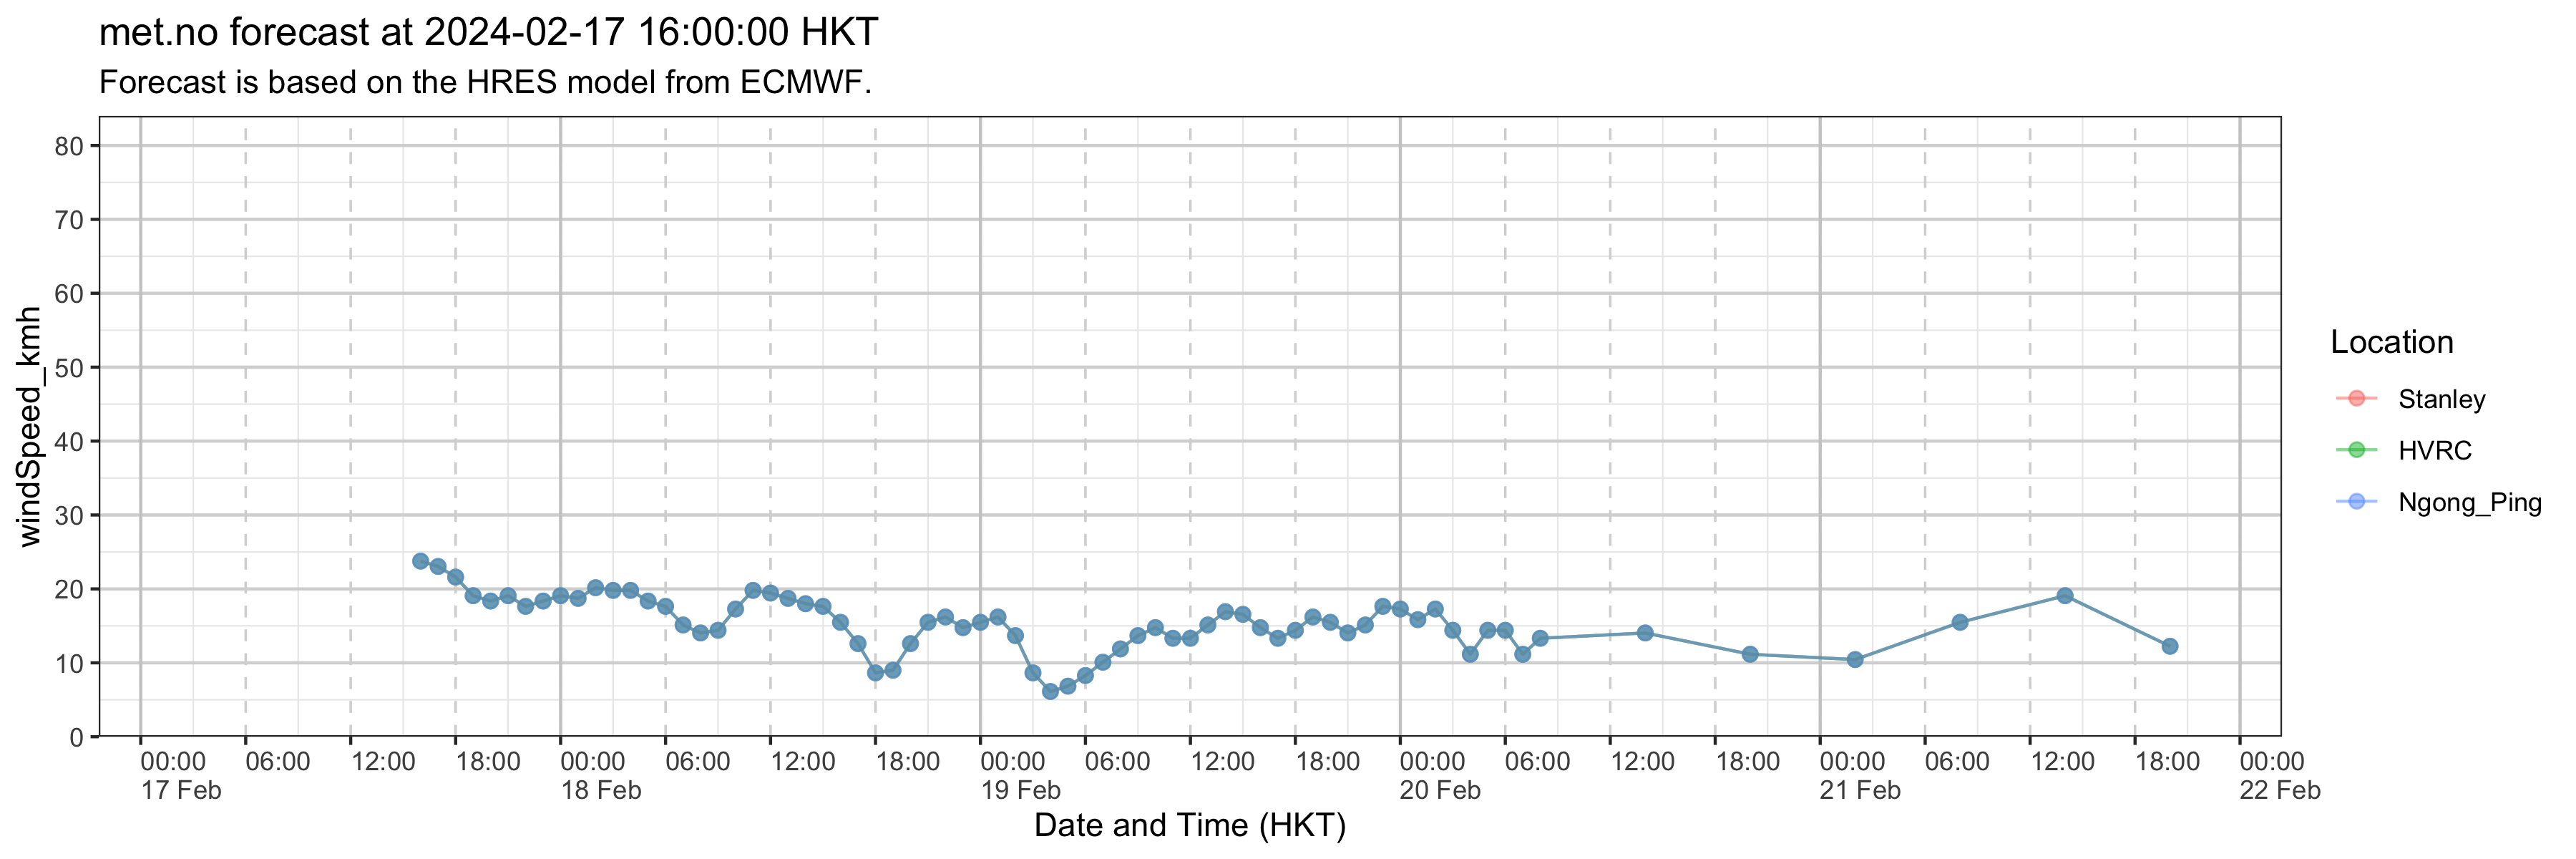 met.no forecast at 2024-02-17 16:00:00 HKT
Forecast is based on the HRES model from ECMWF.
windSpeed_kmh
80
70
60
50
40
30
20
10
0
00:00 06:00 12:00 18:00 00:00 06:00 12:00 18:00 00:00 06:00 12:00 18:00 00:00 06:00 12:00 18:00 00:00 06:00 12:00 18:00 00:00
17 Feb 18 Feb 19 Feb 20 Feb 21 Feb 22 Feb
Date and Time (HKT)
Location
Stanley
HVRC
Ngong_Ping